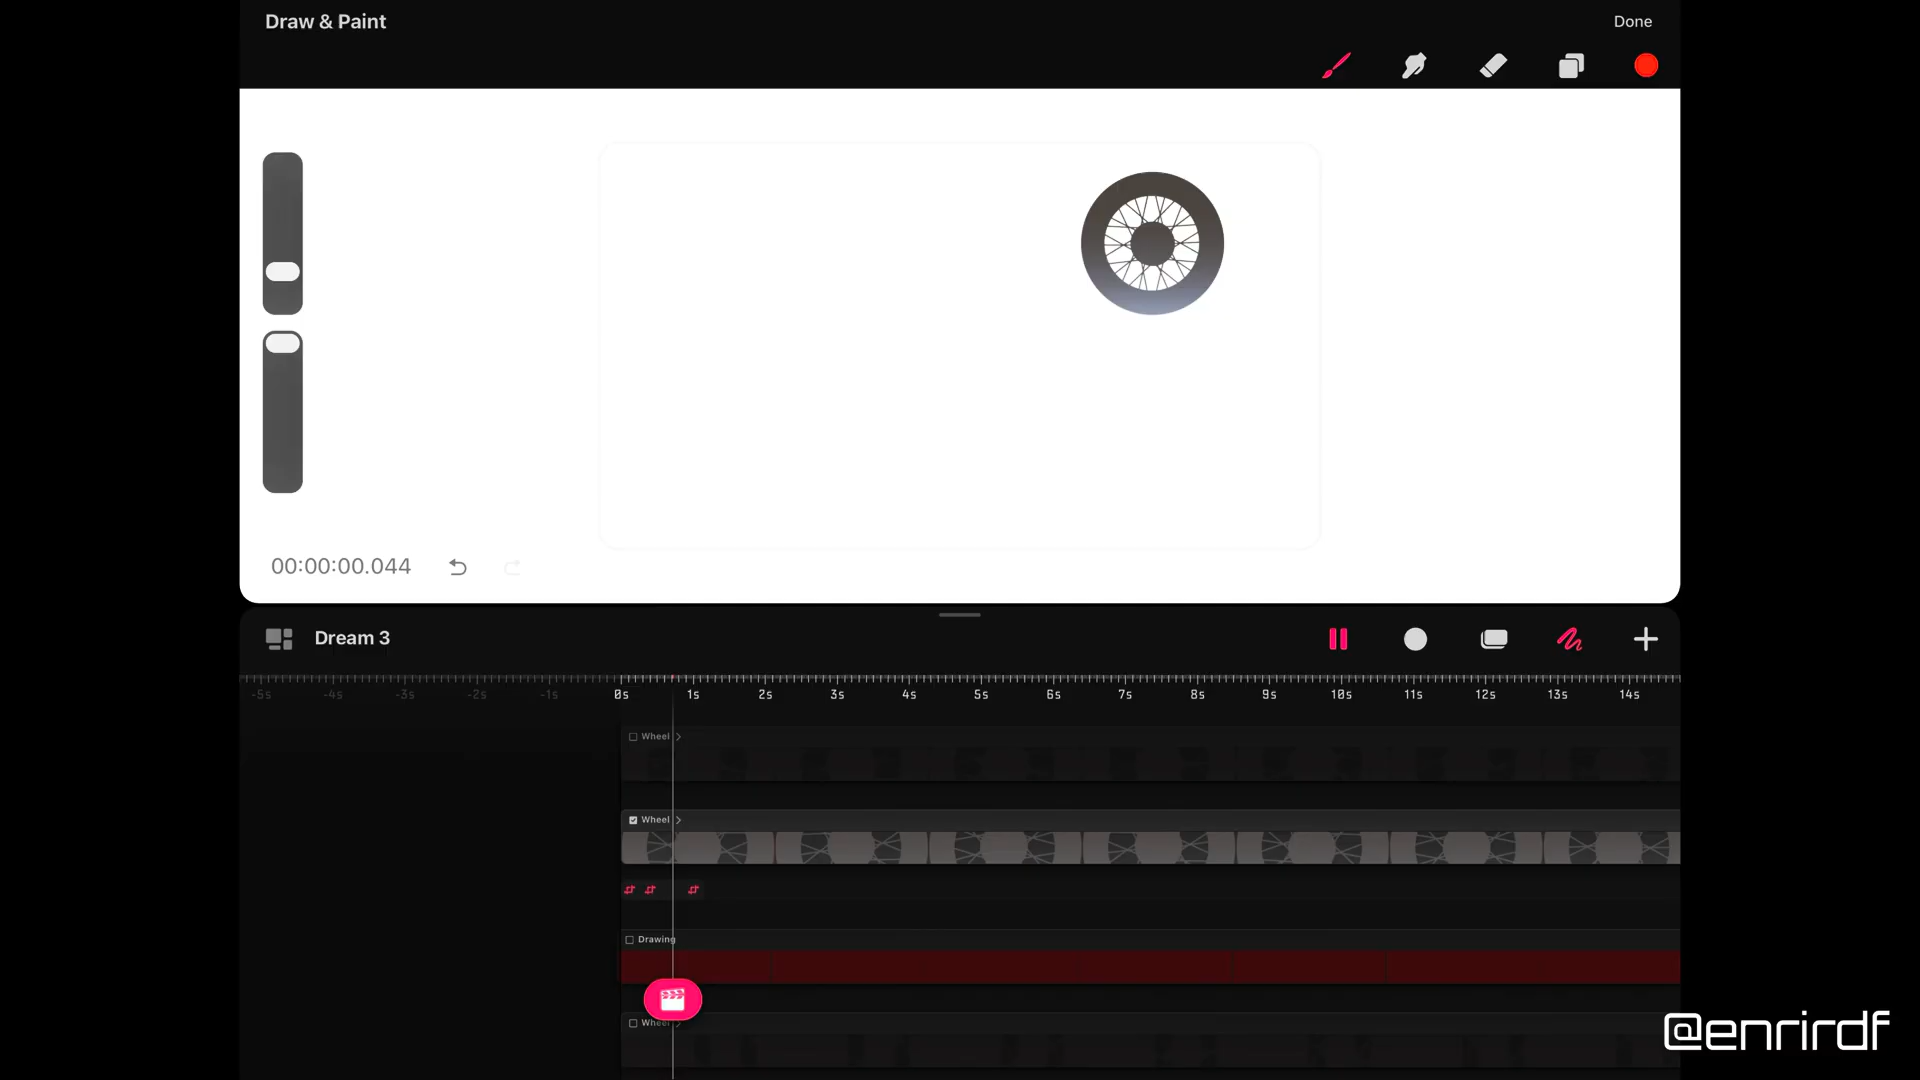 Draw & Paint
Done
00:00:00.044
Dream 3
-5s -4s -3s -2s -1s 0s 1s 2s 3s 4s 5s 6s 7s 8s 9s 10s 11s 12s 13s 14s
Wheel
Wheel
Drawing
Wheel
@enrirdf